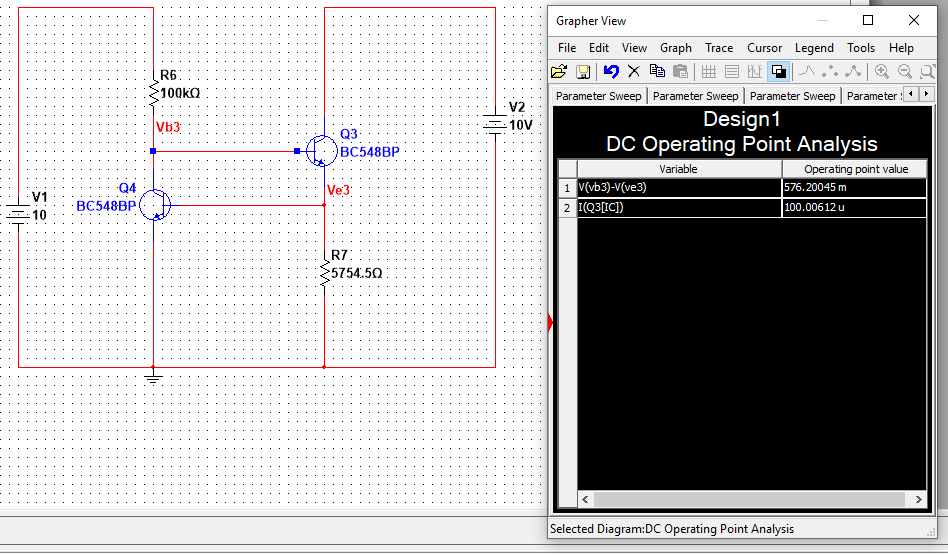 R6
100kΩ
Vb3
Q3
BC548BP
V2
10V
Q4
BC548BP
Ve3
V1
10
R7
5754.5Ω
Grapher View
File Edit View Graph Trace Cursor Legend Tools Help
Parameter Sweep Parameter Sweep Parameter Sweep Parameter
Design1
DC Operating Point Analysis
Variable Operating point value
1 V(vb3)-V(ve3) 576.20045 m
2 I(Q3[IC]) 100.00612 u
Selected Diagram:DC Operating Point Analysis